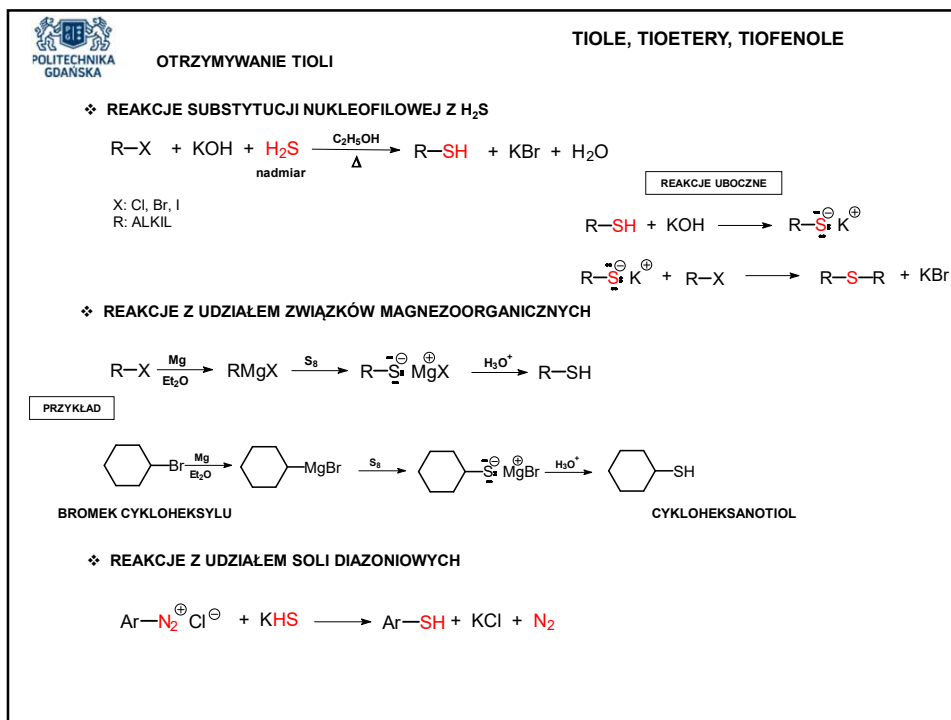 POLITECHNIKA
GDAŃSKA
TIOLE, TIOETERY, TIOFENOLE
OTRZYMYWANIE TIOLI
❖ REAKCJE SUBSTYTUCJI NUKLEOFILOWEJ Z H₂S
R—X + KOH + H₂S C₂H₅OH Δ R—SH + KBr + H₂O
nadmiar
X: Cl, Br, I
R: ALKIL
REAKCJE UBOCZNE
R—SH + KOH R—S⊖ K⊕
R—S⊖ K⊕ + R—X R—S—R + KBr
❖ REAKCJE Z UDZIAŁEM ZWIĄZKÓW MAGNEZOORGANICZNYCH
R—X Mg Et₂O RMgX S₈ R—S⊖ MgX⊕ H₃O⁺ R—SH
PRZYKŁAD
Br Mg Et₂O MgBr S₈ S⊖ MgBr⊕ H₃O⁺ SH
BROMEK CYKLOHEKSYLU CYKLOHEKSANOTIOL
❖ REAKCJE Z UDZIAŁEM SOLI DIAZONIOWYCH
Ar—N₂⊕ Cl⊖ + KHS Ar—SH + KCl + N₂